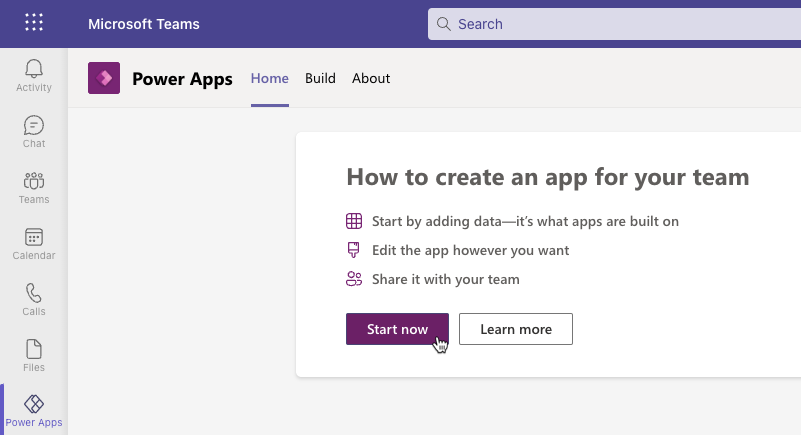 Microsoft Teams
Search
Activity
Chat
Teams
Calendar
Calls
Files
Power Apps
Power Apps Home Build About
How to create an app for your team
Start by adding data—it's what apps are built on
Edit the app however you want
Share it with your team
Start now Learn more